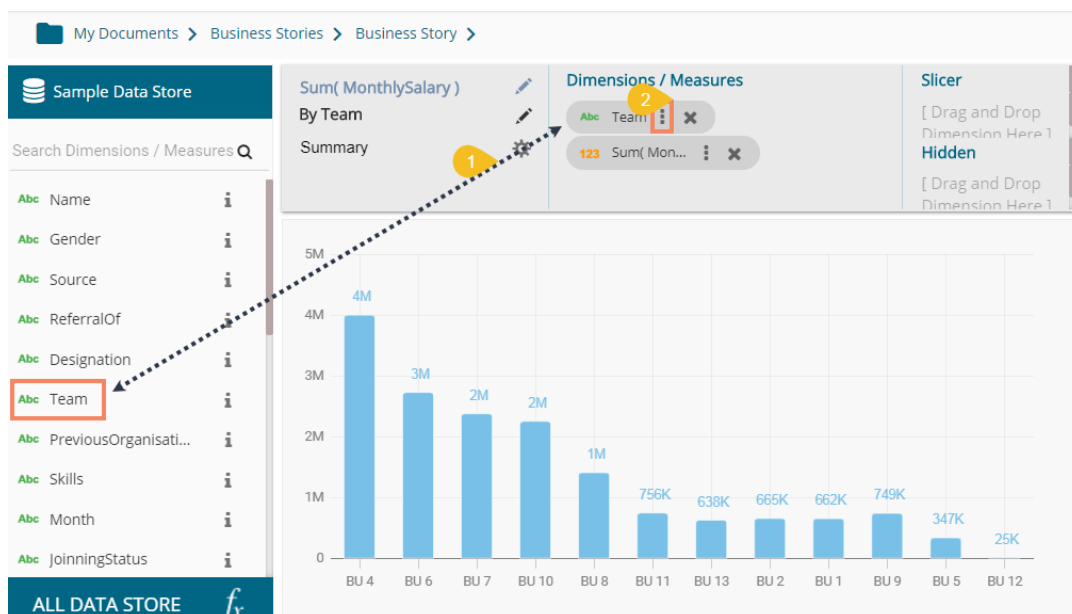 My Documents > Business Stories > Business Story >
Sample Data Store
Search Dimensions / Measures
Abc Name i
Abc Gender i
Abc Source i
Abc ReferralOf i
Abc Designation i
Abc Team i
Abc PreviousOrganisati... i
Abc Skills i
Abc Month i
Abc JoinningStatus i
ALL DATA STORE fx
Sum( MonthlySalary )
By Team
Summary
1
Dimensions / Measures
2
Abc Team
123 Sum( Mon...
Slicer
[ Drag and Drop
Dimension Here ]
Hidden
[ Drag and Drop
Dimension Here ]
5M
4M
3M
2M
1M
0
4M
3M
2M
2M
1M
756K
638K
665K
662K
749K
347K
25K
BU 4 BU 6 BU 7 BU 10 BU 8 BU 11 BU 13 BU 2 BU 1 BU 9 BU 5 BU 12